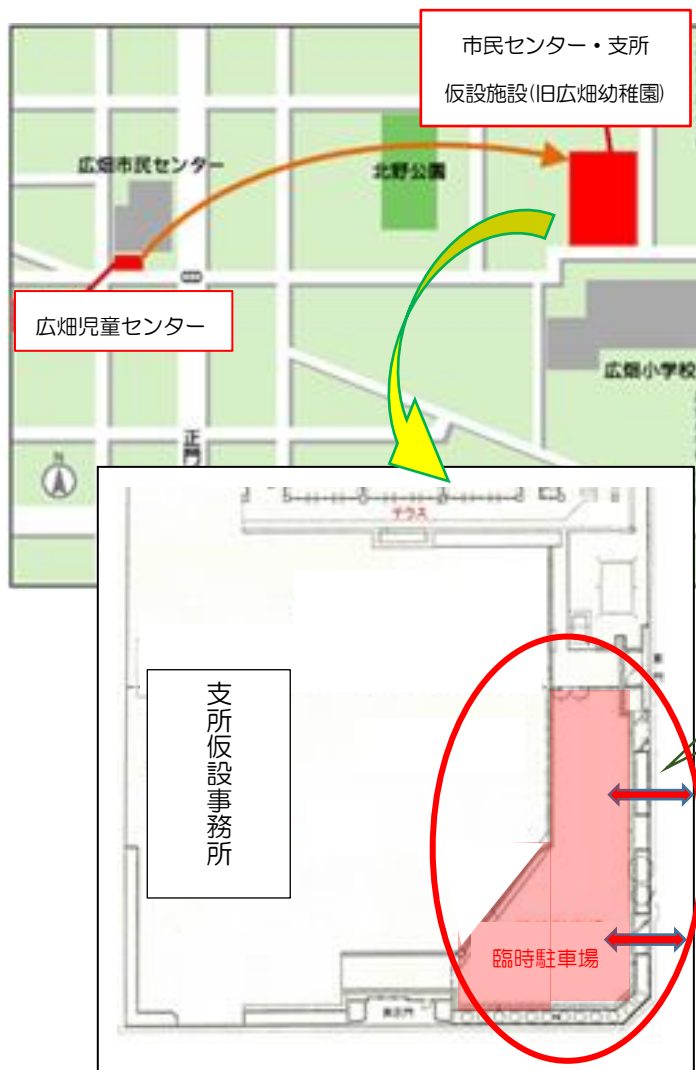 市民センター・支所
仮設施設(旧広畑幼稚園)
広畑市民センター
北野公園
広畑児童センター
広畑小学校
正門
N
テラス
支所仮設事務所
臨時駐車場